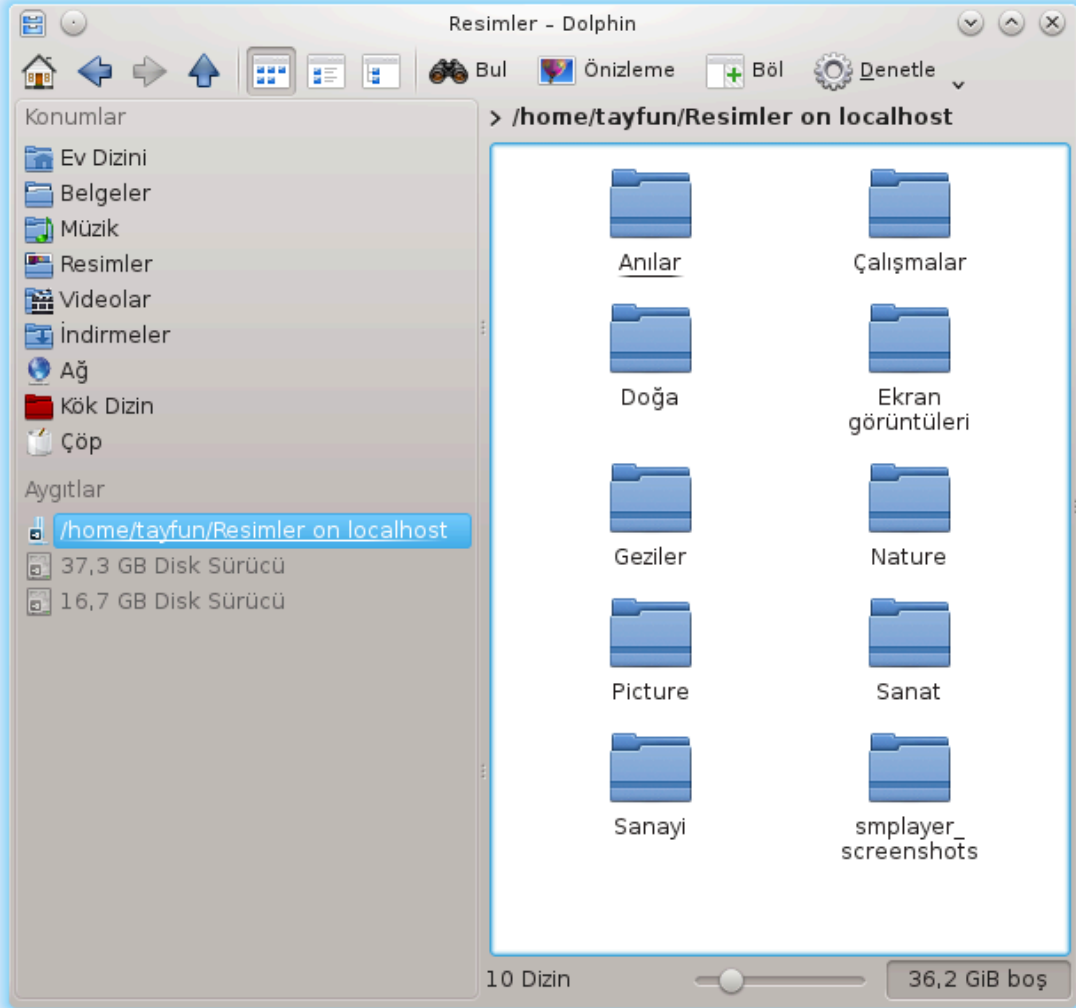 Resimler – Dolphin
Bul Önizleme Böl Denetle
Konumlar
Ev Dizini
Belgeler
Müzik
Resimler
Videolar
İndirmeler
Ağ
Kök Dizin
Çöp
Aygıtlar
/home/tayfun/Resimler on localhost
37,3 GB Disk Sürücü
16,7 GB Disk Sürücü
> /home/tayfun/Resimler on localhost
Anılar
Çalışmalar
Doğa
Ekran
görüntüleri
Geziler
Nature
Picture
Sanat
Sanayi
smplayer_
screenshots
10 Dizin
36,2 GiB boş